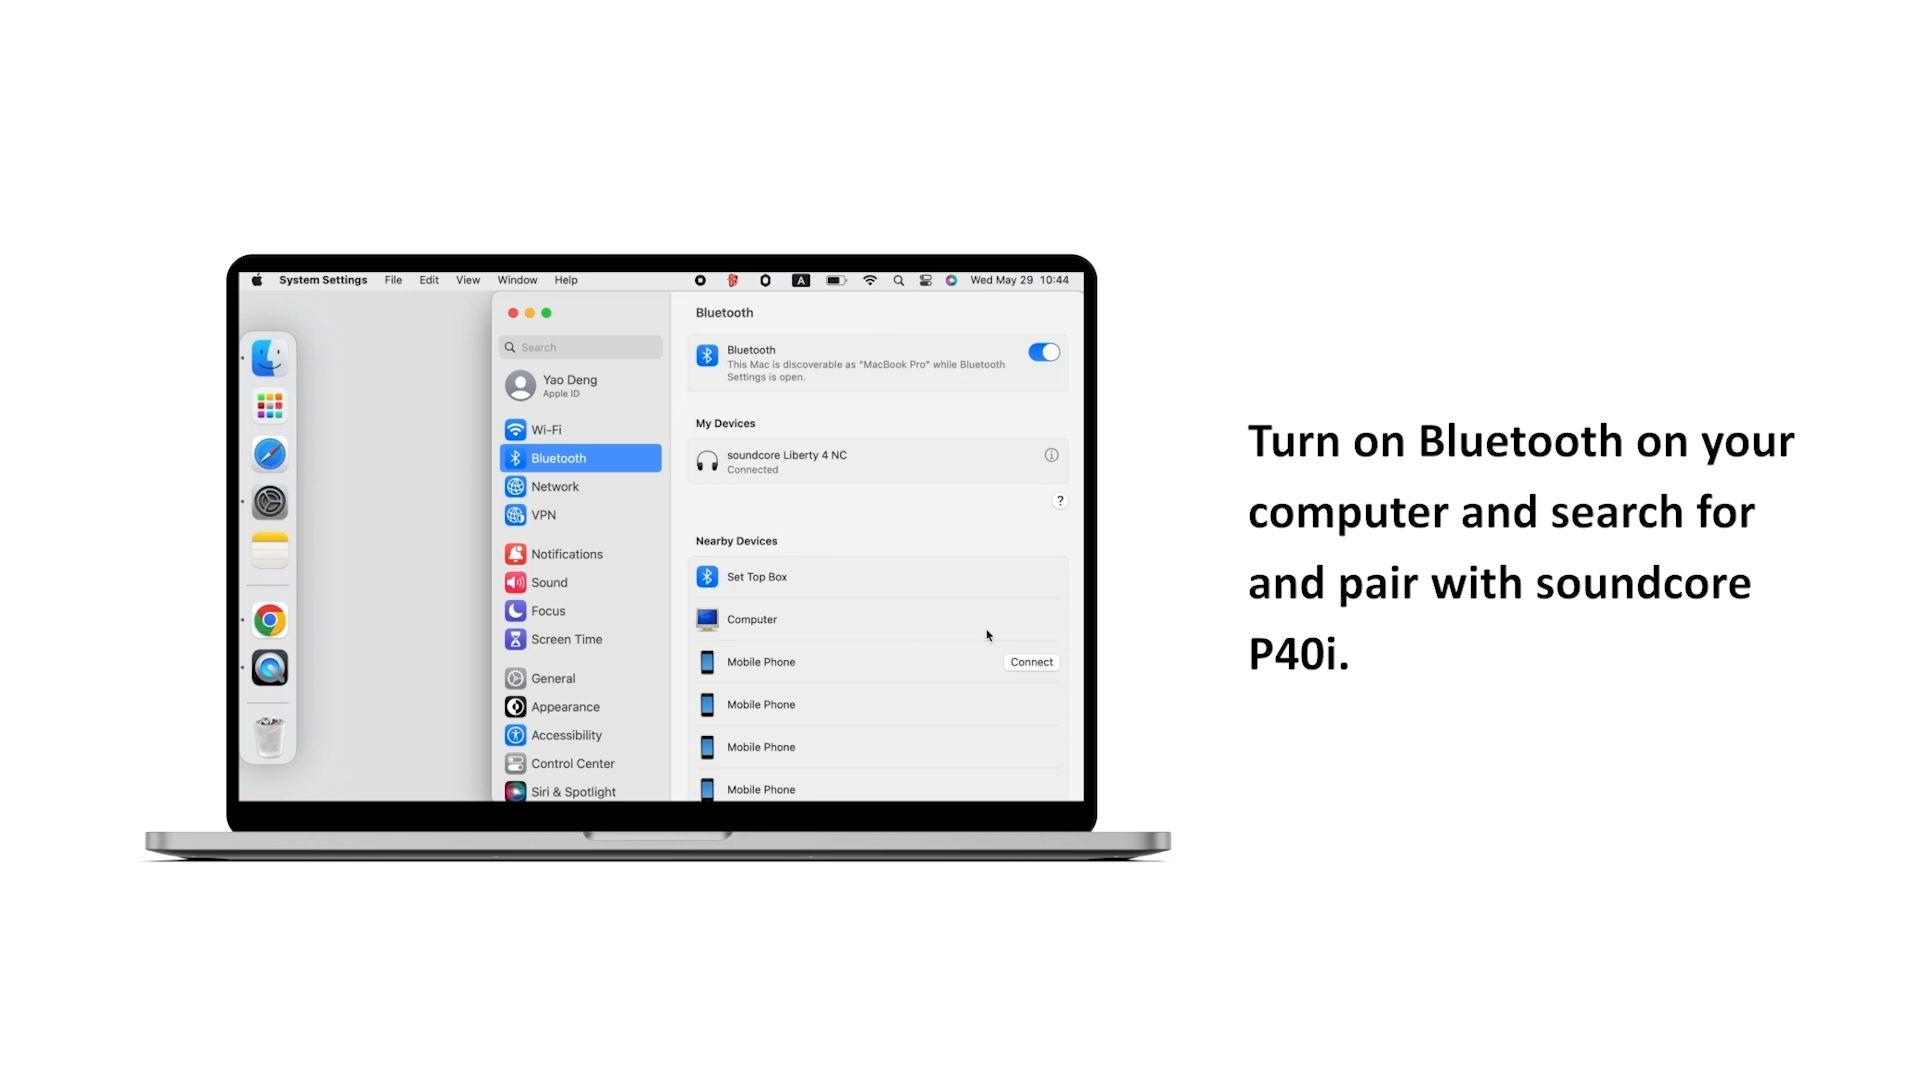 System Settings File Edit View Window Help A Wed May 29 10:44
Search
Yao Deng
Apple ID
Wi-Fi
Bluetooth
Network
VPN
Notifications
Sound
Focus
Screen Time
General
Appearance
Accessibility
Control Center
Siri & Spotlight
Bluetooth
Bluetooth
This Mac is discoverable as “MacBook Pro” while Bluetooth
Settings is open.
My Devices
soundcore Liberty 4 NC
Connected
?
Nearby Devices
Set Top Box
Computer
Mobile Phone Connect
Mobile Phone
Mobile Phone
Mobile Phone
Turn on Bluetooth on your
computer and search for
and pair with soundcore
P40i.